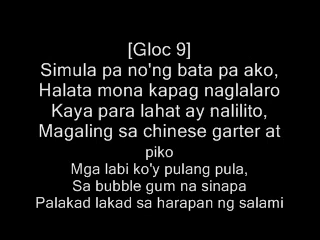 [Gloc 9]
Simula pa no'ng bata pa ako,
Halata mona kapag naglalaro
Kaya para lahat ay nalilito,
Magaling sa chinese garter at
piko
Mga labi ko'y pulang pula,
Sa bubble gum na sinapa
Palakad lakad sa harapan ng salami